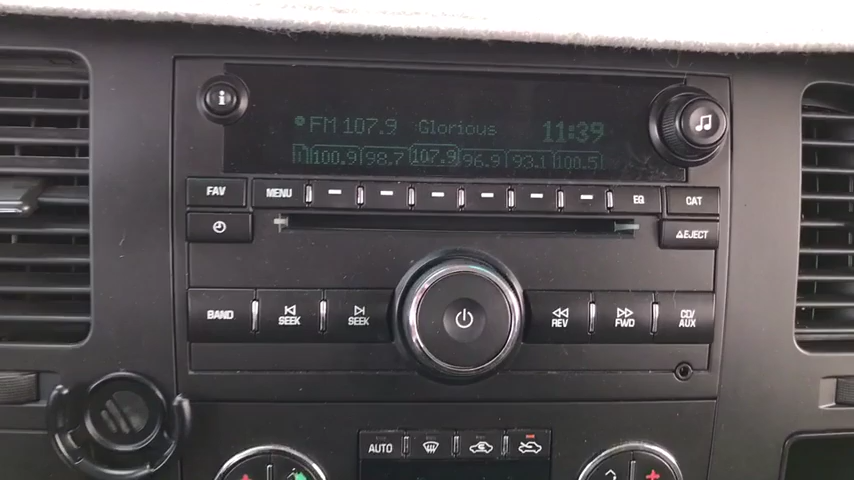 FM 107.9 Glorious 11:39
1 100.9 98.7 107.9 96.9 93.1 100.5
FAV MENU EQ CAT
EJECT
BAND SEEK SEEK REV FWD CD/AUX
AUTO